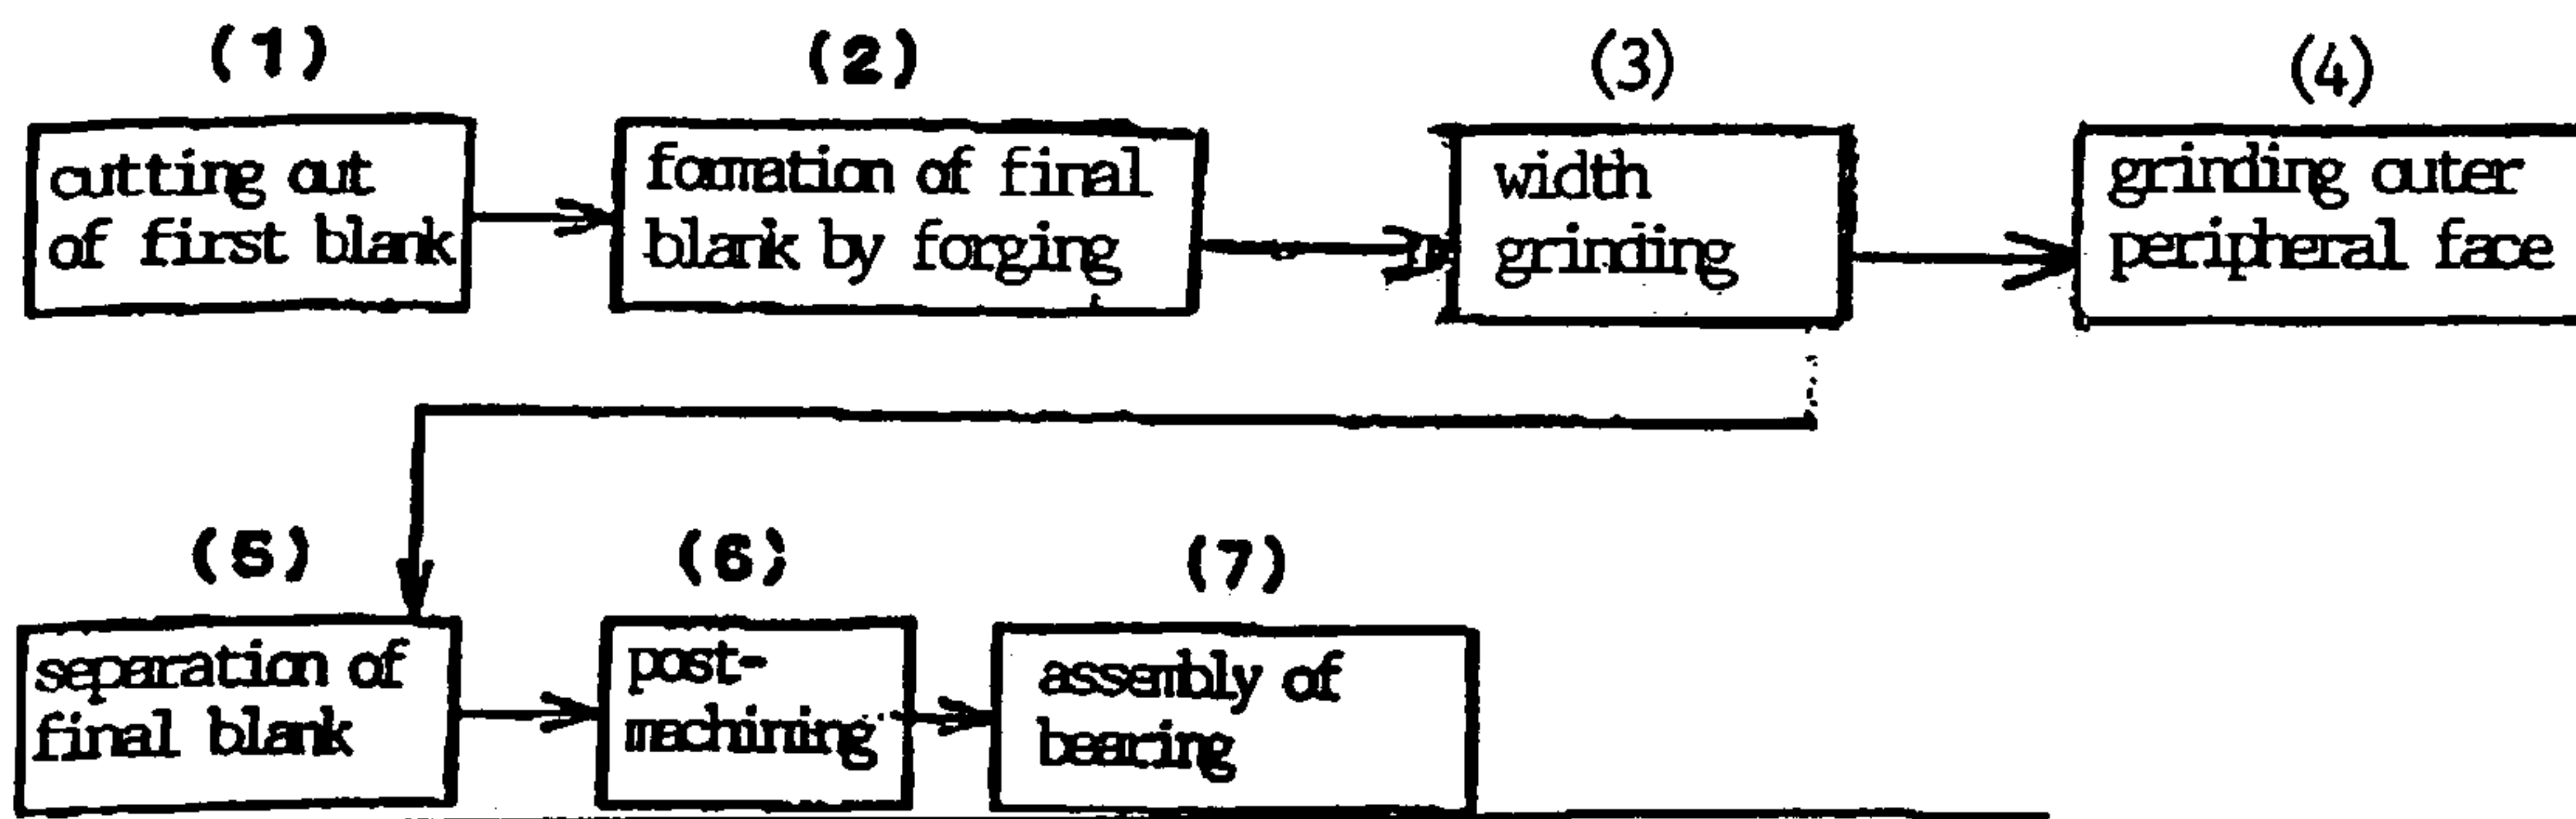 (1)
(2)
(3)
(4)
cutting out
of first blank
formation of final
blank by forging
width
grinding
grinding outer
peripheral face
(5)
(6)
(7)
separation of
final blank
post-
machining
assembly of
bearing